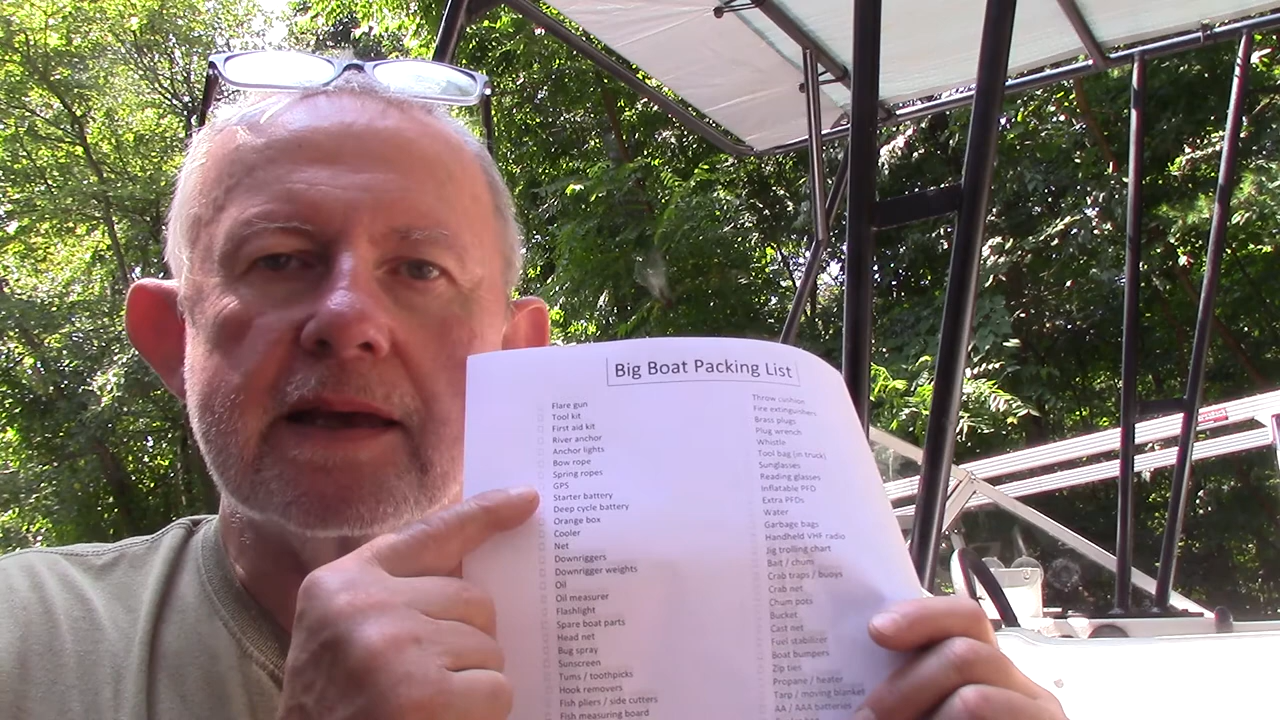 Big Boat Packing List
Flare gun
Tool kit
First aid kit
River anchor
Anchor lights
Bow rope
Spring ropes
GPS
Starter battery
Deep cycle battery
Orange box
Cooler
Net
Downriggers
Downrigger weights
Oil
Oil measurer
Flashlight
Spare boat parts
Head net
Bug spray
Sunscreen
Tums / toothpicks
Hook removers
Fish pliers / side cutters
Fish measuring board
Throw cushion
Fire extinguishers
Brass plugs
Plug wrench
Whistle
Tool bag (in truck)
Sunglasses
Reading glasses
Inflatable PFD
Extra PFDs
Water
Garbage bags
Handheld VHF radio
Jig trolling chart
Bait / chum
Crab traps / buoys
Crab net
Chum pots
Bucket
Cast net
Fuel stabilizer
Boat bumpers
Zip ties
Propane / heater
Tarp / moving blanket
AA / AAA batteries